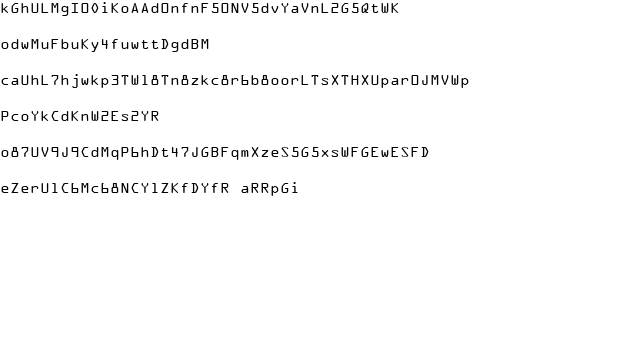 kGhULMgIO0iKoAAdOnfnF5ONV5dvYaVnL2G5QtWK
odwMuFbuKy4fuwttDgdBM
caUhL7hjwkp3TW18Tn8zkc8r6b8oorLTsXTHXUparOJMVWp
PcoYkCdKnW2Es2YR
o87UV9J9CdMqP6hDt47JGBFqmXzeS5G5xsWFGEwESFD
eZerU1C6Mc68NCY1ZKfDYfR aRRpGi